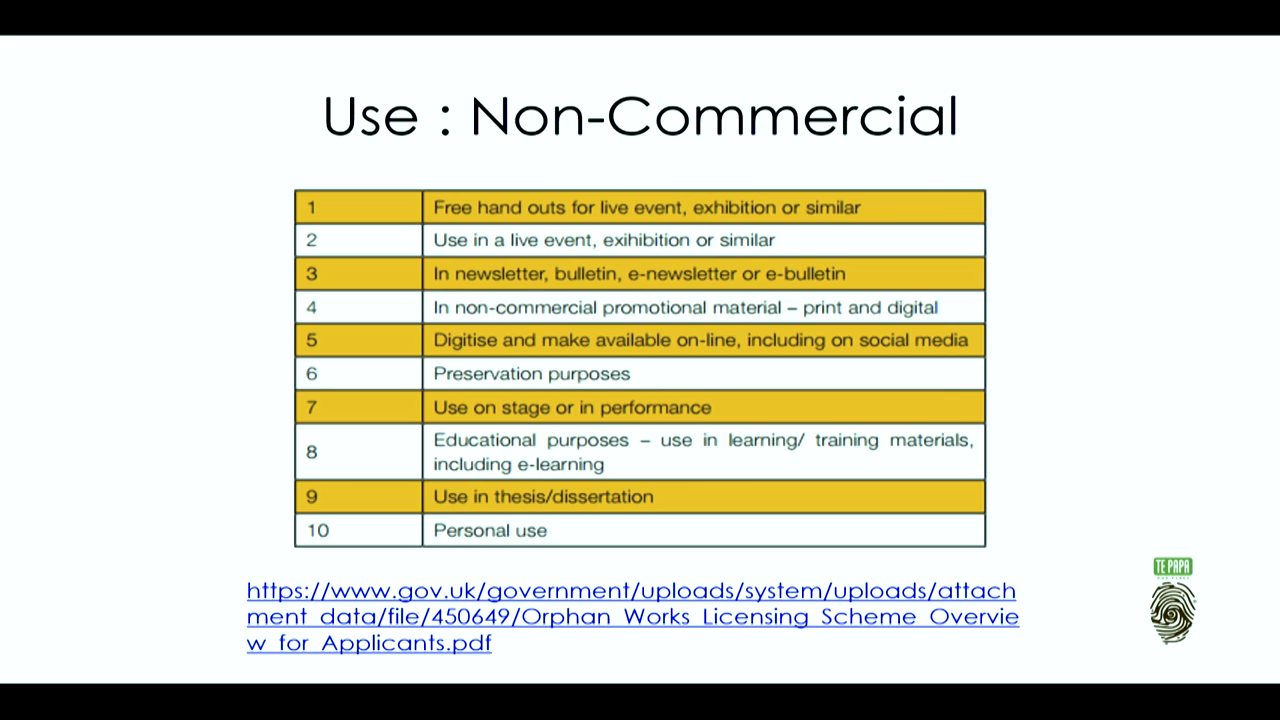 Use : Non-Commercial
1 Free hand outs for live event, exhibition or similar
2 Use in a live event, exihibition or similar
3 In newsletter, bulletin, e-newsletter or e-bulletin
4 In non-commercial promotional material – print and digital
5 Digitise and make available on-line, including on social media
6 Preservation purposes
7 Use on stage or in performance
8 Educational purposes – use in learning/ training materials,
including e-learning
9 Use in thesis/dissertation
10 Personal use
https://www.gov.uk/government/uploads/system/uploads/attach
ment_data/file/450649/Orphan_Works_Licensing_Scheme_Overvie
w_for_Applicants.pdf
TE PAPA